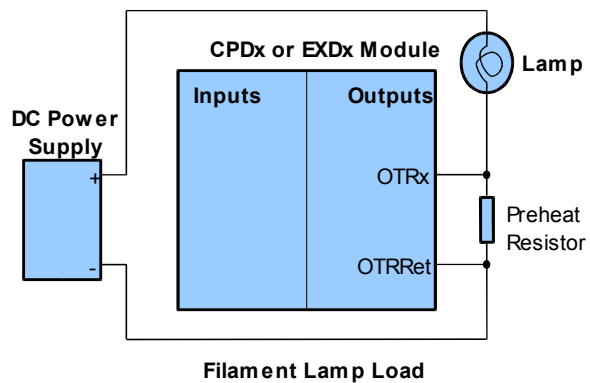 CPDx or EXDx Module
Lamp
Inputs
Outputs
DC Power
Supply
+
-
OTRx
OTRRet
Preheat
Resistor
Filament Lamp Load